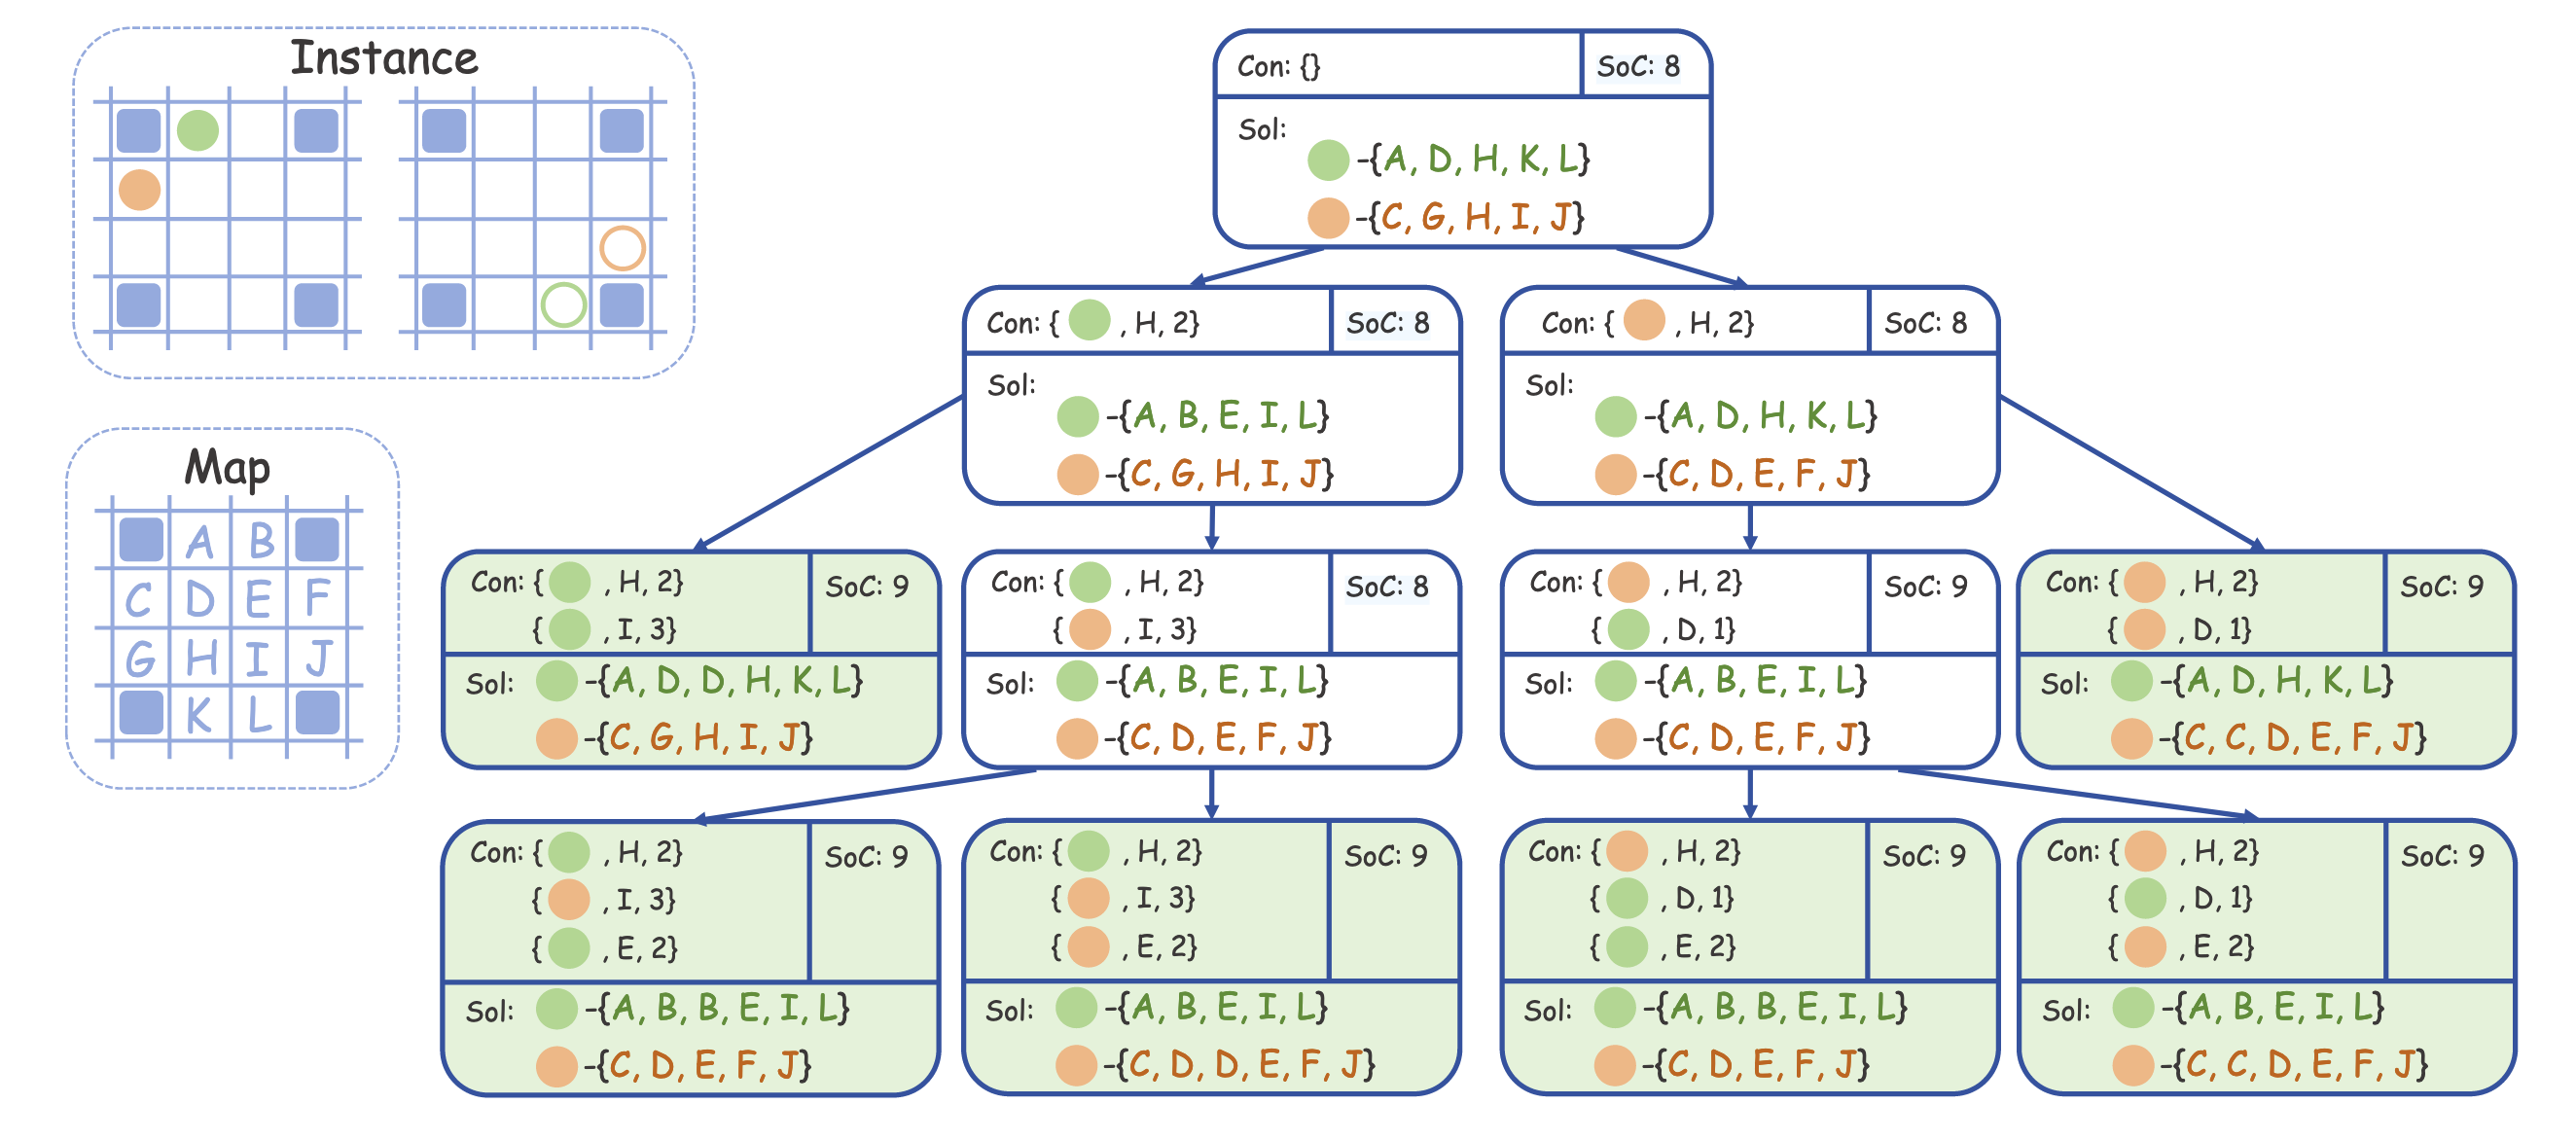 Instance
Map
A B
C D E F
G H I J
K L
Con: {} SoC: 8
Sol:
-{A, D, H, K, L}
-{C, G, H, I, J}
Con: { , H, 2} SoC: 8
Sol:
-{A, B, E, I, L}
-{C, G, H, I, J}
Con: { , H, 2} SoC: 8
Sol:
-{A, D, H, K, L}
-{C, D, E, F, J}
Con: { , H, 2} SoC: 9
{ , I, 3}
Sol: -{A, D, D, H, K, L}
-{C, G, H, I, J}
Con: { , H, 2} SoC: 8
{ , I, 3}
Sol: -{A, B, E, I, L}
-{C, D, E, F, J}
Con: { , H, 2} SoC: 9
{ , D, 1}
Sol: -{A, B, E, I, L}
-{C, D, E, F, J}
Con: { , H, 2} SoC: 9
{ , D, 1}
Sol: -{A, D, H, K, L}
-{C, C, D, E, F, J}
Con: { , H, 2} SoC: 9
{ , I, 3}
{ , E, 2}
Sol: -{A, B, B, E, I, L}
-{C, D, E, F, J}
Con: { , H, 2} SoC: 9
{ , I, 3}
{ , E, 2}
Sol: -{A, B, E, I, L}
-{C, D, D, E, F, J}
Con: { , H, 2} SoC: 9
{ , D, 1}
{ , E, 2}
Sol: -{A, B, B, E, I, L}
-{C, D, E, F, J}
Con: { , H, 2} SoC: 9
{ , D, 1}
{ , E, 2}
Sol: -{A, B, E, I, L}
-{C, C, D, E, F, J}